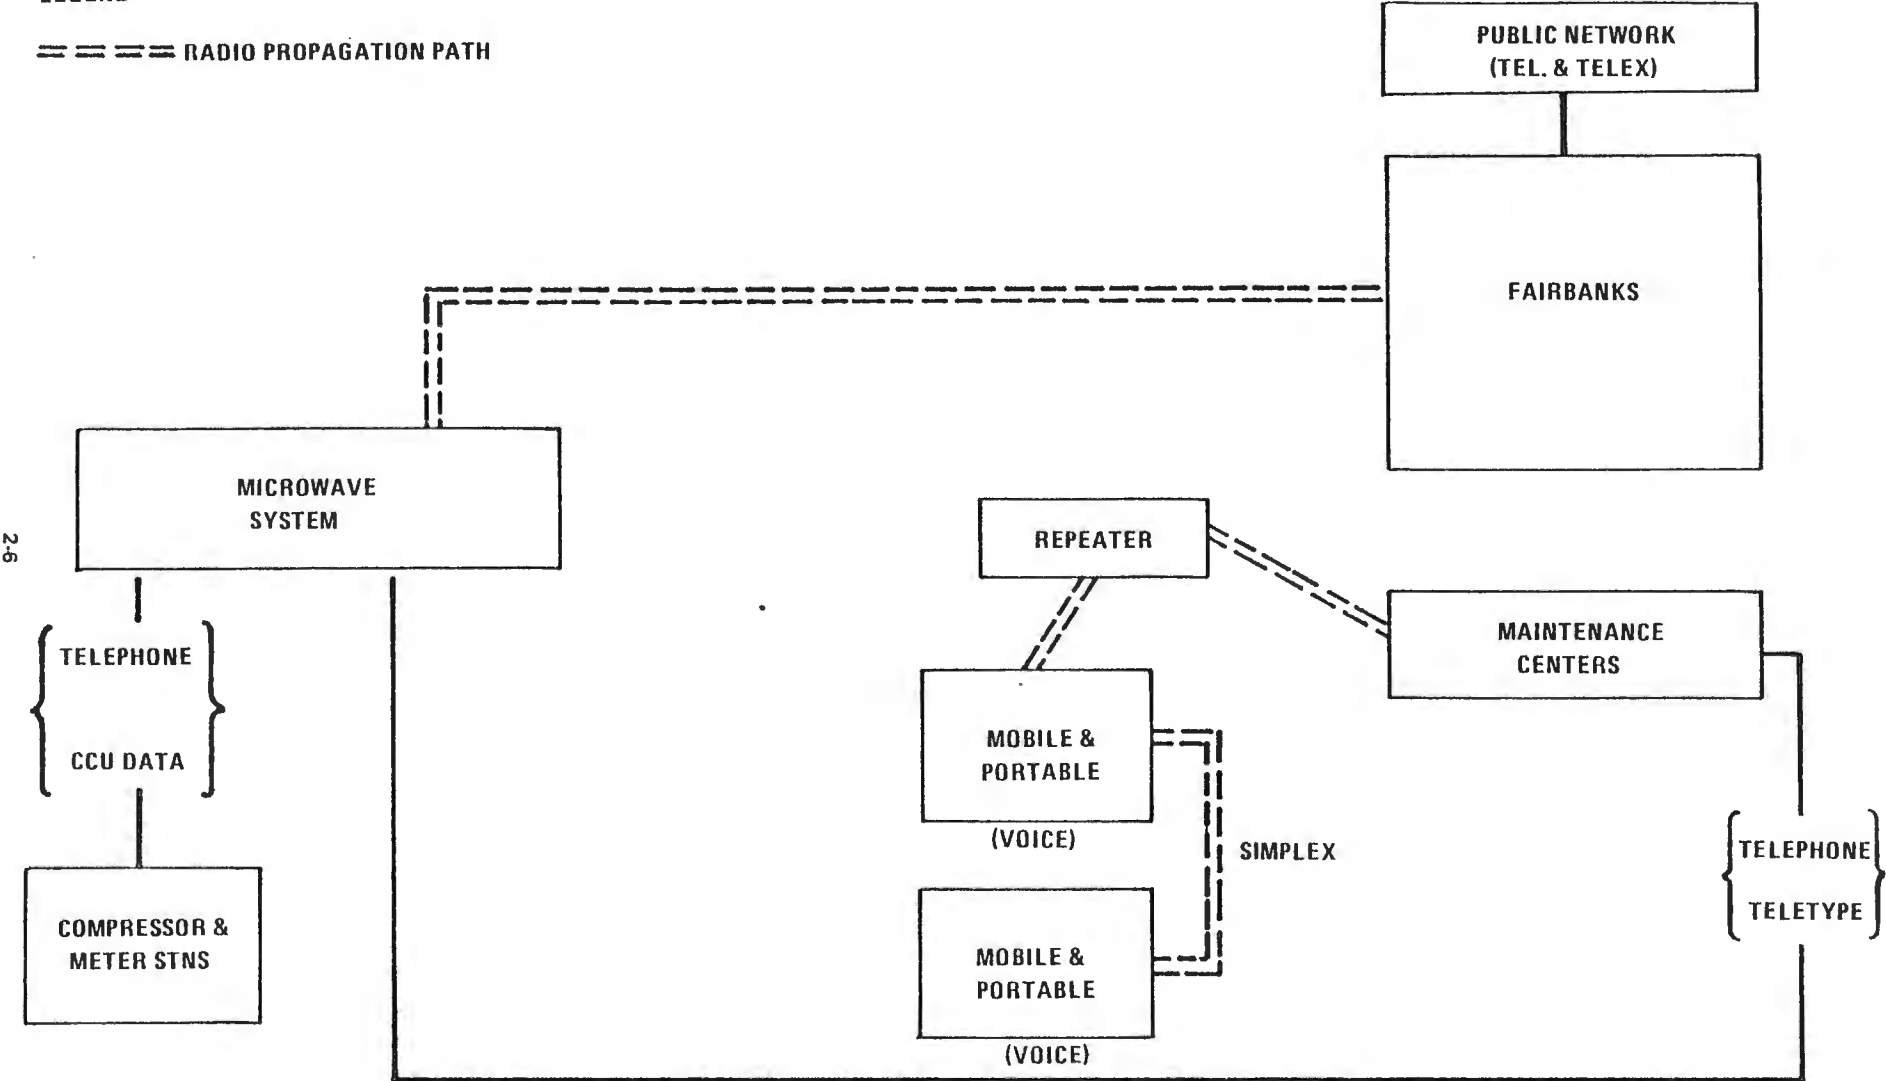 RADIO PROPAGATION PATH
PUBLIC NETWORK
(TEL. & TELEX)
FAIRBANKS
MICROWAVE
SYSTEM
2-6
REPEATER
MAINTENANCE
CENTERS
TELEPHONE
CCU DATA
MOBILE &
PORTABLE
(VOICE)
SIMPLEX
TELEPHONE
TELETYPE
COMPRESSOR &
METER STNS
MOBILE &
PORTABLE
(VOICE)